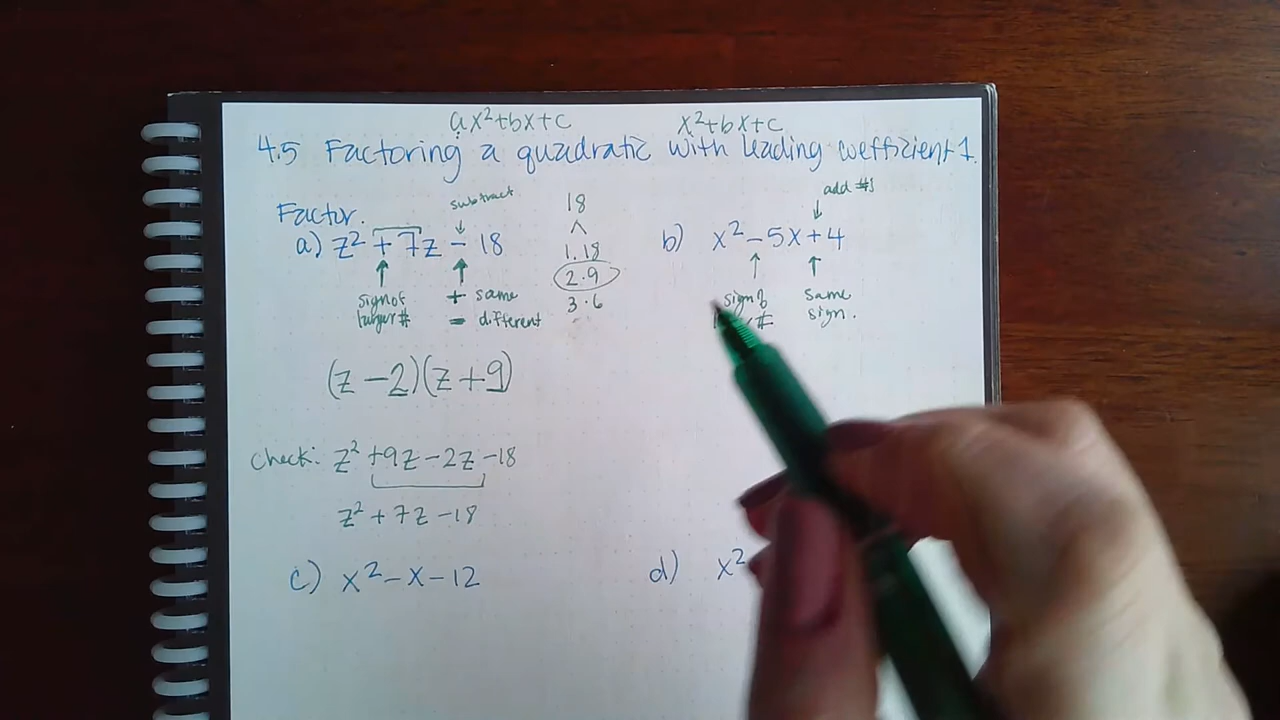 ax²+bx+c x²+bx+c
4.5 Factoring a quadratic with leading coefficient 1.
Factor.
a) z² + 7z − 18
subtract
sign of
larger #
+ same
− different
18
1.18
2.9
3.6
(z − 2)(z + 9)
check: z² + 9z − 2z − 18
z² + 7z − 18
b) x² − 5x + 4
add #s
sign of
#
same
sign.
c) x² − x − 12
d) x²